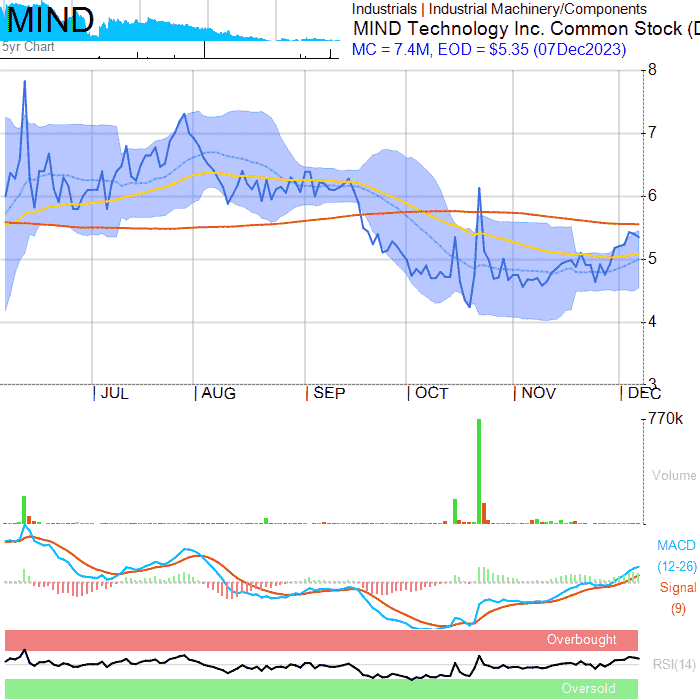 MIND
5yr Chart
Industrials | Industrial Machinery/Components
MIND Technology Inc. Common Stock (D
MC = 7.4M, EOD = $5.35 (07Dec2023)
8
7
6
5
4
3
JUL AUG SEP OCT NOV DEC
770k
Volume
MACD
(12-26)
Signal
(9)
Overbought
RSI(14)
Oversold